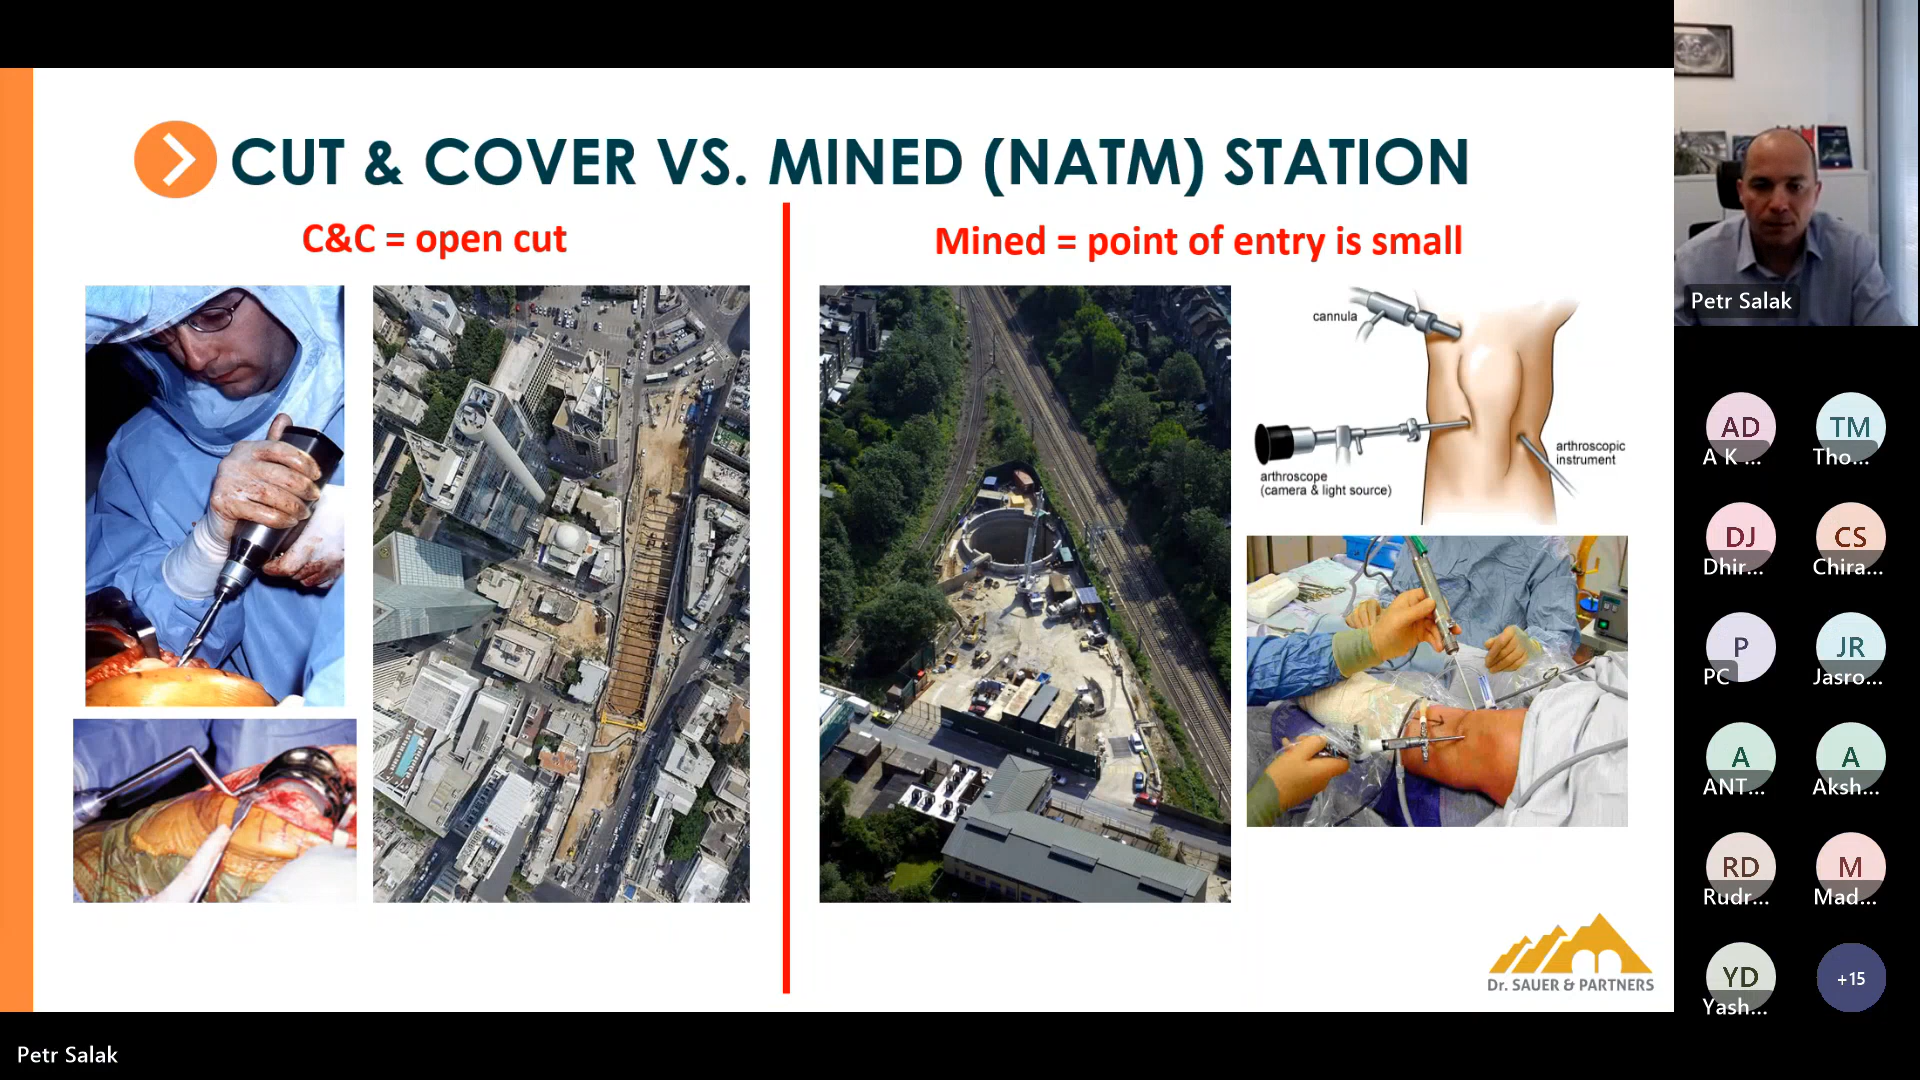 CUT & COVER VS. MINED (NATM) STATION
C&C = open cut
Mined = point of entry is small
cannula
arthroscope
(camera & light source)
arthroscopic
instrument
Dr. SAUER & PARTNERS
Petr Salak
AD
A K ...
TM
Tho...
DJ
Dhir...
CS
Chira...
P
PC
JR
Jasro...
A
ANT...
A
Aksh...
RD
Rudr...
M
Mad...
YD
Yash...
+15
Petr Salak